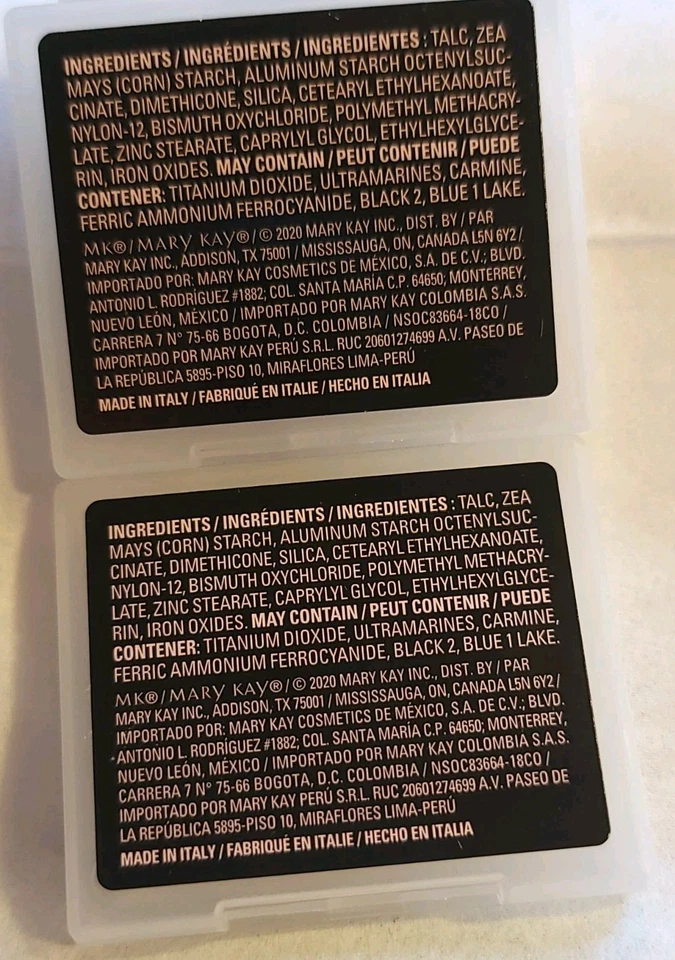 INGREDIENTS / INGRÉDIENTS / INGREDIENTES : TALC, ZEA
MAYS (CORN) STARCH, ALUMINUM STARCH OCTENYLSUC-
CINATE, DIMETHICONE, SILICA, CETEARYL ETHYLHEXANOATE,
NYLON-12, BISMUTH OXYCHLORIDE, POLYMETHYL METHACRY-
LATE, ZINC STEARATE, CAPRYLYL GLYCOL, ETHYLHEXYLGLYCE-
RIN, IRON OXIDES. MAY CONTAIN / PEUT CONTENIR / PUEDE
CONTENER: TITANIUM DIOXIDE, ULTRAMARINES, CARMINE,
FERRIC AMMONIUM FERROCYANIDE, BLACK 2, BLUE 1 LAKE.
MK® / MARY KAY® / © 2020 MARY KAY INC., DIST. BY / PAR
MARY KAY INC., ADDISON, TX 75001 / MISSISSAUGA, ON, CANADA L5N 6Y2 /
IMPORTADO POR: MARY KAY COSMETICS DE MÉXICO, S.A. DE C.V.; BLVD.
ANTONIO L. RODRÍGUEZ #1882; COL. SANTA MARÍA C.P. 64650; MONTERREY,
NUEVO LEÓN, MÉXICO / IMPORTADO POR MARY KAY COLOMBIA S.A.S.
CARRERA 7 N° 75-66 BOGOTA, D.C. COLOMBIA / NSOC83664-18CO /
IMPORTADO POR MARY KAY PERÚ S.R.L. RUC 20601274699 A.V. PASEO DE
LA REPÚBLICA 5895-PISO 10, MIRAFLORES LIMA-PERÚ
MADE IN ITALY / FABRIQUÉ EN ITALIE / HECHO EN ITALIA
INGREDIENTS / INGRÉDIENTS / INGREDIENTES : TALC, ZEA
MAYS (CORN) STARCH, ALUMINUM STARCH OCTENYLSUC-
CINATE, DIMETHICONE, SILICA, CETEARYL ETHYLHEXANOATE,
NYLON-12, BISMUTH OXYCHLORIDE, POLYMETHYL METHACRY-
LATE, ZINC STEARATE, CAPRYLYL GLYCOL, ETHYLHEXYLGLYCE-
RIN, IRON OXIDES. MAY CONTAIN / PEUT CONTENIR / PUEDE
CONTENER: TITANIUM DIOXIDE, ULTRAMARINES, CARMINE,
FERRIC AMMONIUM FERROCYANIDE, BLACK 2, BLUE 1 LAKE.
MK® / MARY KAY® / © 2020 MARY KAY INC., DIST. BY / PAR
MARY KAY INC., ADDISON, TX 75001 / MISSISSAUGA, ON, CANADA L5N 6Y2 /
IMPORTADO POR: MARY KAY COSMETICS DE MÉXICO, S.A. DE C.V.; BLVD.
ANTONIO L. RODRÍGUEZ #1882; COL. SANTA MARÍA C.P. 64650; MONTERREY,
NUEVO LEÓN, MÉXICO / IMPORTADO POR MARY KAY COLOMBIA S.A.S.
CARRERA 7 N° 75-66 BOGOTA, D.C. COLOMBIA / NSOC83664-18CO /
IMPORTADO POR MARY KAY PERÚ S.R.L. RUC 20601274699 A.V. PASEO DE
LA REPÚBLICA 5895-PISO 10, MIRAFLORES LIMA-PERÚ
MADE IN ITALY / FABRIQUÉ EN ITALIE / HECHO EN ITALIA